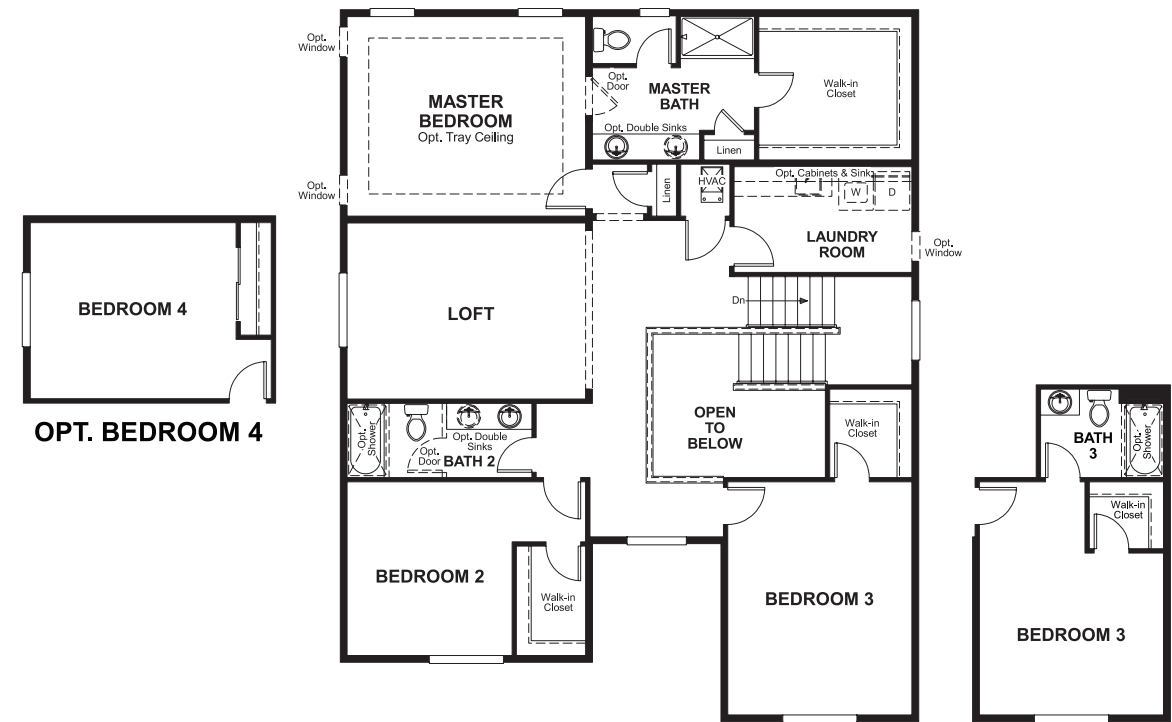 Opt.
Window
MASTER
BEDROOM
Opt. Tray Ceiling
Opt.
Window
Opt.
Door
MASTER
BATH
Opt. Double Sinks
Linen
Walk-in
Closet
Linen
HVAC
Opt. Cabinets & Sink
W
D
LAUNDRY
ROOM
Opt.
Window
BEDROOM 4
OPT. BEDROOM 4
LOFT
Dn
OPEN
TO
BELOW
Walk-in
Closet
Opt.
Shower
Opt. Double
Sinks
Opt.
Door
BATH 2
BEDROOM 2
Walk-in
Closet
BEDROOM 3
BATH
3
Opt.
Shower
Walk-in
Closet
BEDROOM 3